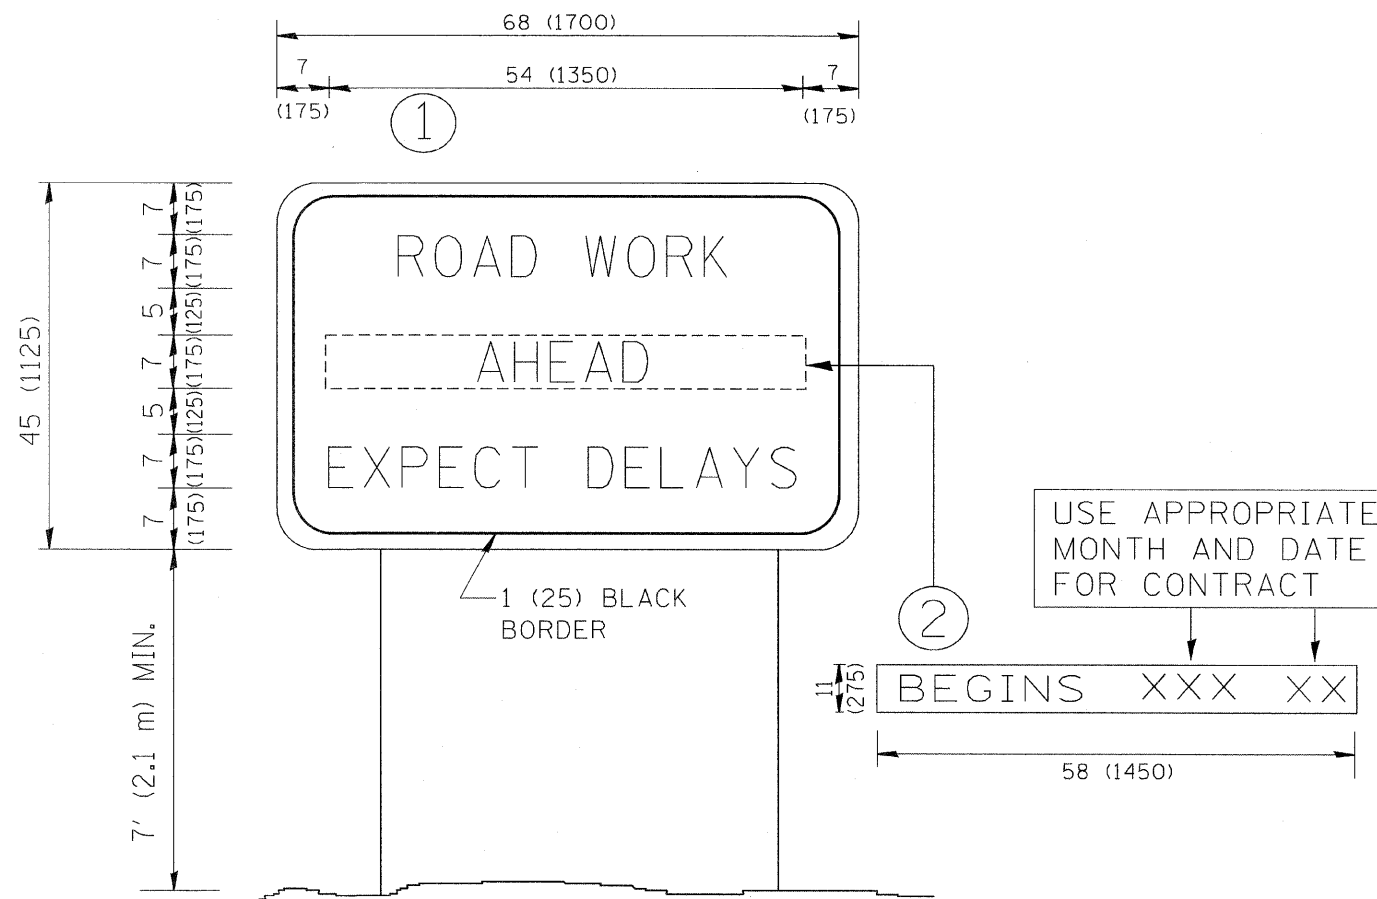 68 (1700)
7
54 (1350)
7
(175)
(175)
1
45 (1125)
7
(175)
7
(175)
5
(125)
7
(175)
5
(125)
7
(175)
7
(175)
ROAD WORK
AHEAD
EXPECT DELAYS
1 (25) BLACK
BORDER
7' (2.1 m) MIN.
USE APPROPRIATE
MONTH AND DATE
FOR CONTRACT
2
11
(275)
BEGINS XXX XX
58 (1450)